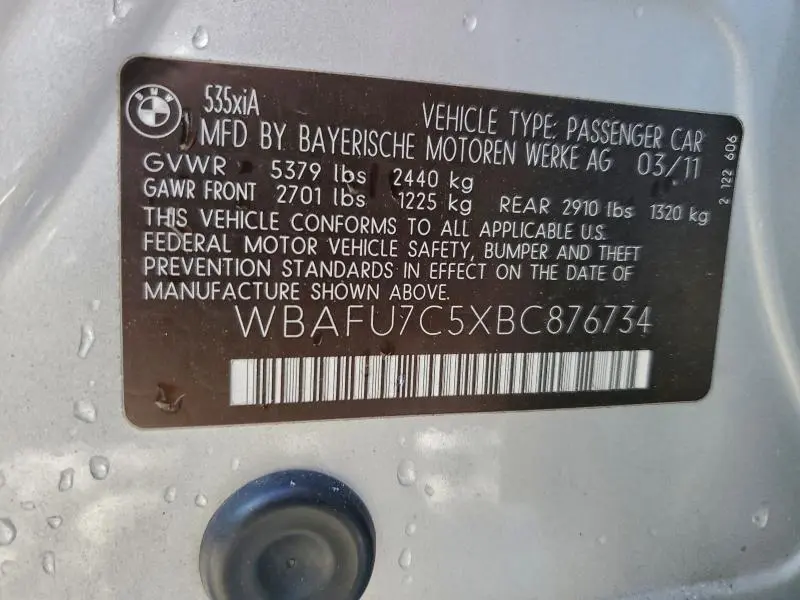 BMW
535xiA
VEHICLE TYPE: PASSENGER CAR
MFD BY BAYERISCHE MOTOREN WERKE AG 03/11
GVWR 5379 lbs 2440 kg
GAWR FRONT 2701 lbs 1225 kg REAR 2910 lbs 1320 kg
THIS VEHICLE CONFORMS TO ALL APPLICABLE U.S.
FEDERAL MOTOR VEHICLE SAFETY, BUMPER AND THEFT
PREVENTION STANDARDS IN EFFECT ON THE DATE OF
MANUFACTURE SHOWN ABOVE.
WBAFU7C5XBC876734
2 122 606